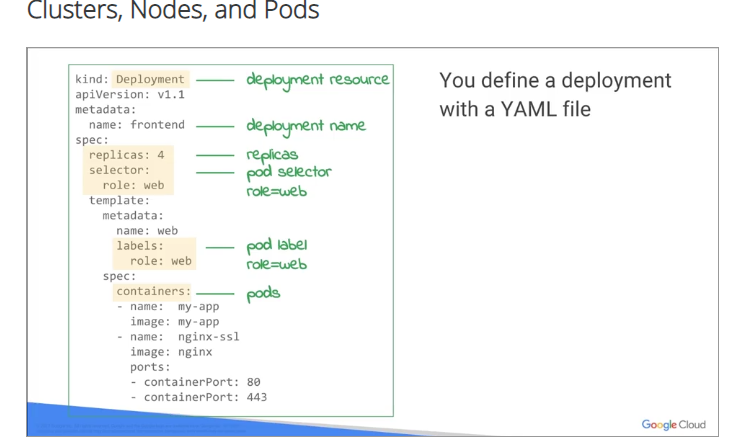 Clusters, Nodes, and Pods
kind: Deployment
deployment resource
apiVersion: v1.1
metadata:
name: frontend
deployment name
spec:
replicas: 4
replicas
selector:
pod selector
role: web
role=web
template:
metadata:
name: web
labels:
pod label
role: web
role=web
spec:
containers:
pods
- name: my-app
image: my-app
- name: nginx-ssl
image: nginx
ports:
- containerPort: 80
- containerPort: 443
You define a deployment
with a YAML file
Google Cloud